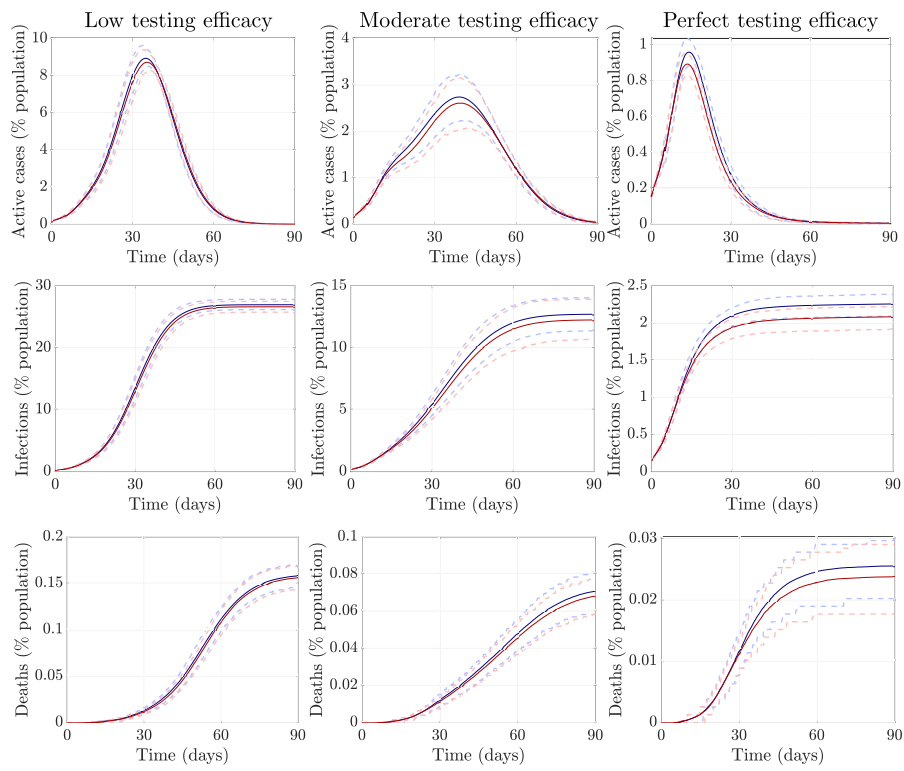 Low testing efficacy
Moderate testing efficacy
Perfect testing efficacy
Active cases (% population)
10
8
6
4
2
0
0 30 60 90
Time (days)
Active cases (% population)
4
3
2
1
0
0 30 60 90
Time (days)
Active cases (% population)
1
0.8
0.6
0.4
0.2
0
0 30 60 90
Time (days)
Infections (% population)
30
20
10
0
0 30 60 90
Time (days)
Infections (% population)
15
10
5
0
0 30 60 90
Time (days)
Infections (% population)
2.5
2
1.5
1
0.5
0
0 30 60 90
Time (days)
Deaths (% population)
0.2
0.15
0.1
0.05
0
0 30 60 90
Time (days)
Deaths (% population)
0.1
0.08
0.06
0.04
0.02
0
0 30 60 90
Time (days)
Deaths (% population)
0.03
0.02
0.01
0
0 30 60 90
Time (days)